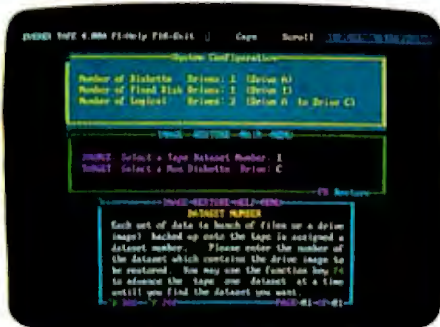 TAPE 4.00A F1-Help F10-Exit Caps Scroll
System Configuration
Number of Diskette Drives: 1 (Drive A)
Number of Fixed Disk Drives: 1 (Drive 1)
Number of Logical Drives: 2 (Drive A to Drive C)
IMAGE-RESTORE-MAIN-MENU
SOURCE Select a Tape Dataset Number: 1
TARGET Select a Non Diskette Drive: C
Restore
IMAGE-RESTORE-HELP-MENU
DATASET NUMBER
Each set of data (a bunch of files or a drive
image) backed up onto the tape is assigned a
dataset number. Please enter the number of
the dataset which contains the drive image to
be restored. You may use the function key
to advance the tape one dataset at a time
until you find the dataset you want.
PAGE